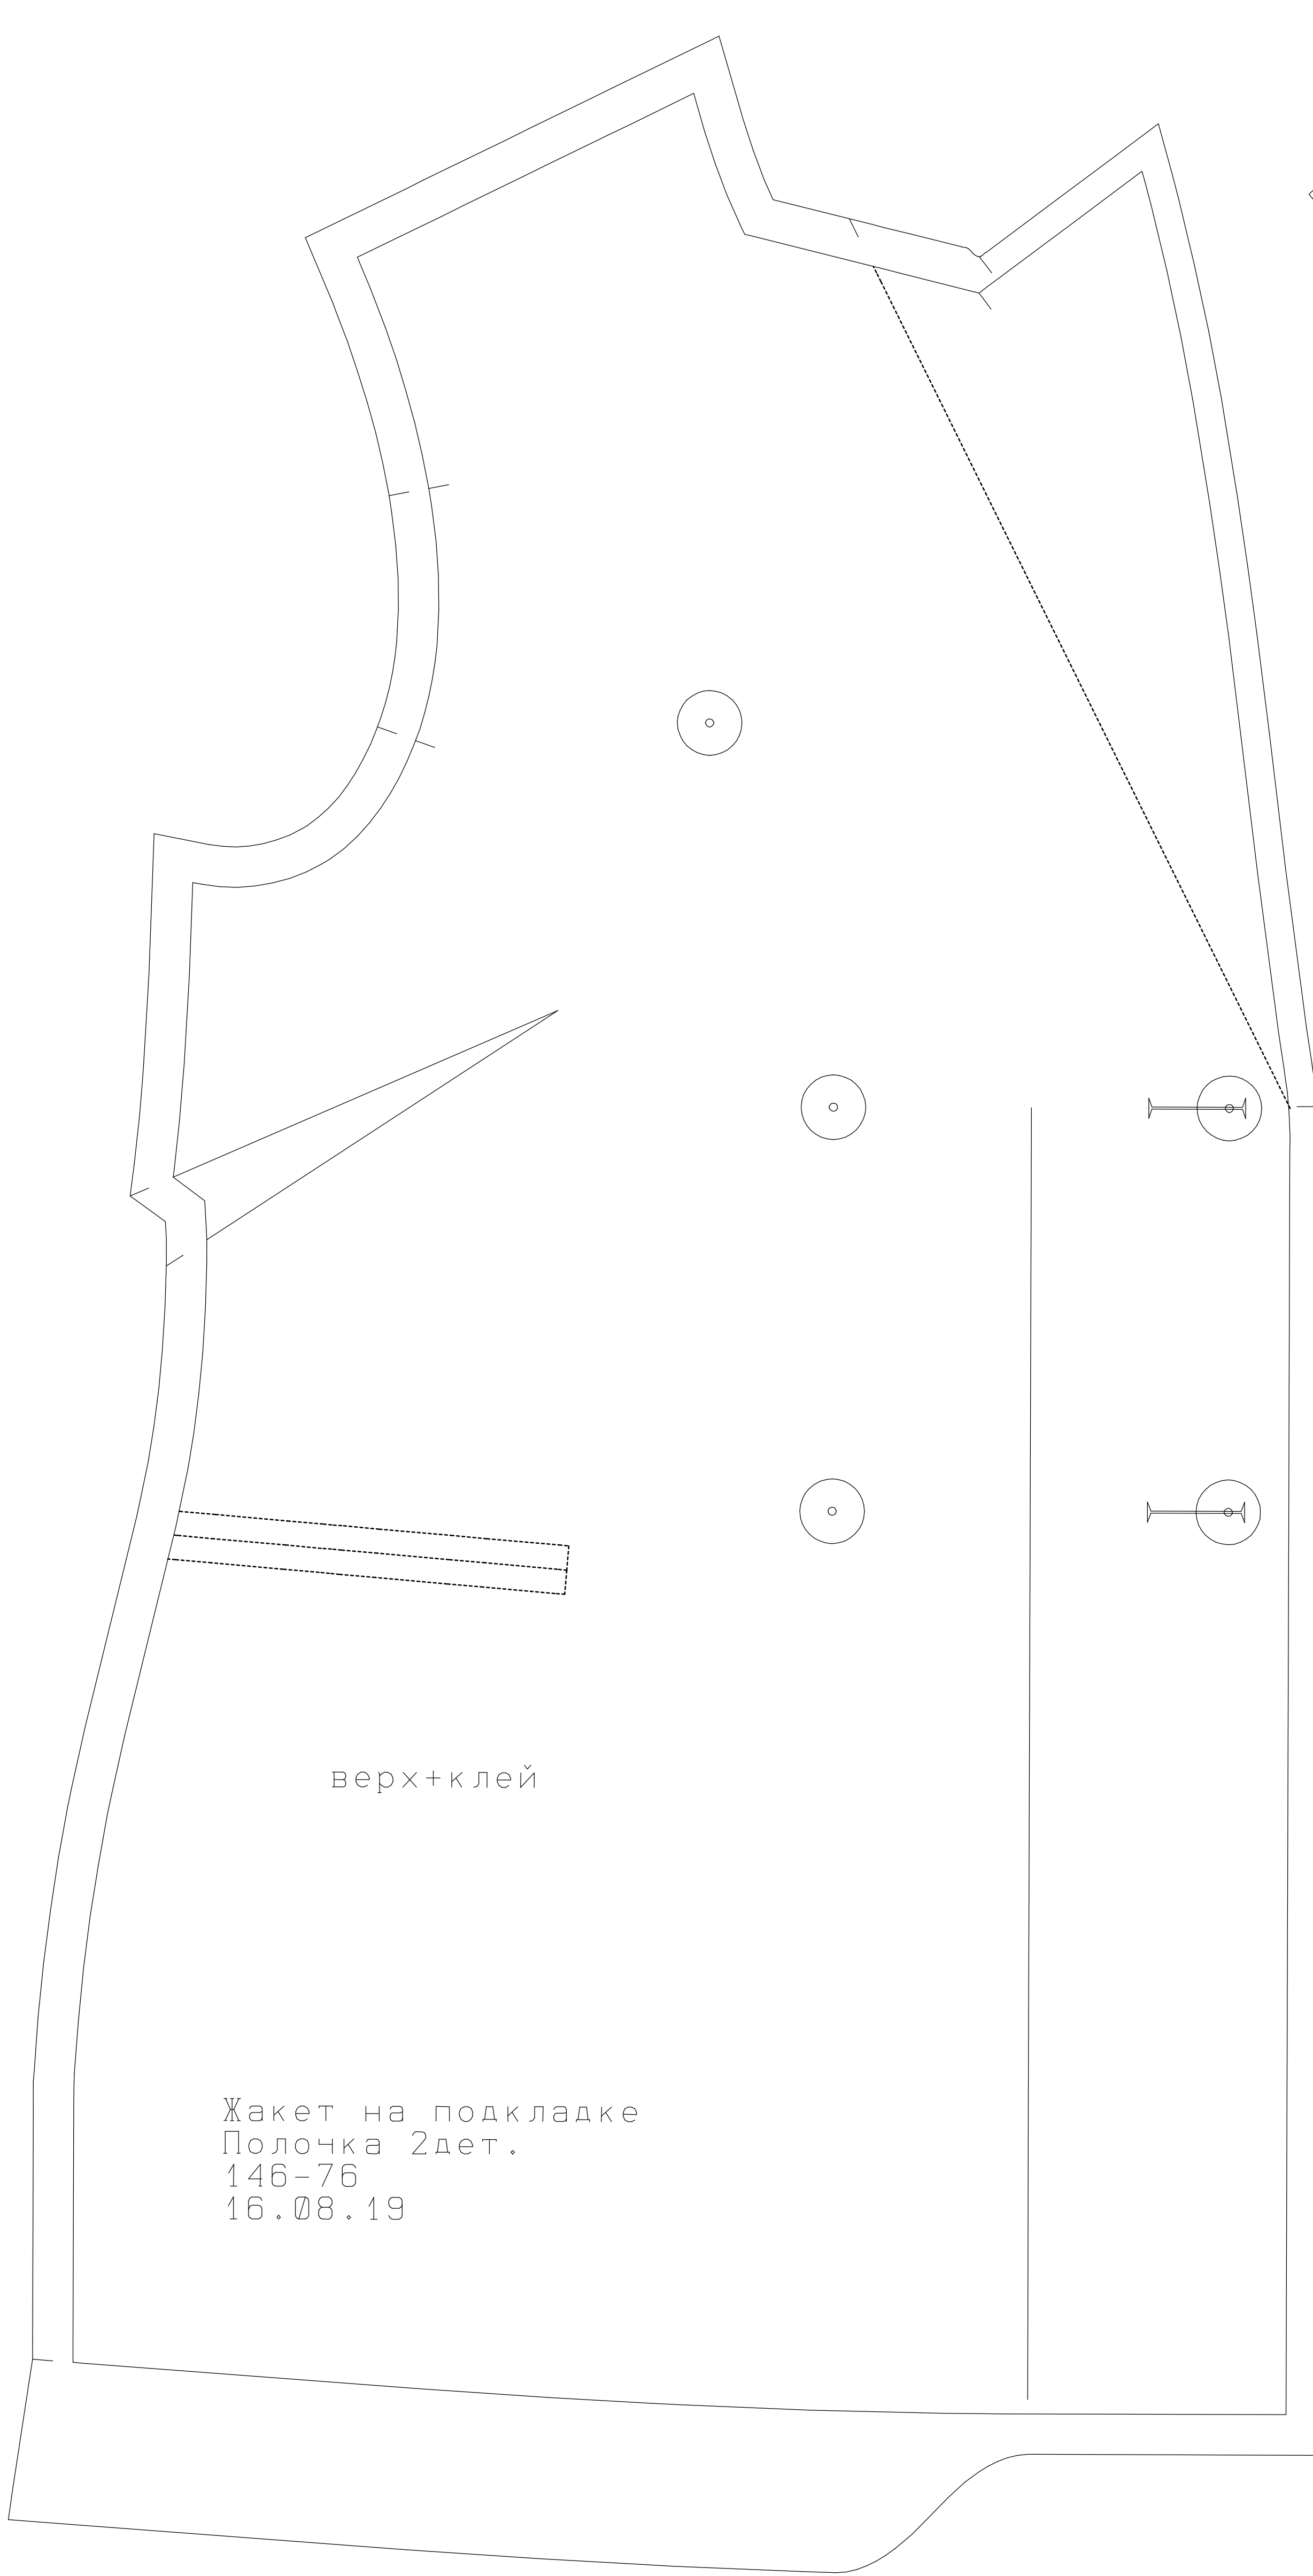 верх+клей
Жакет на подкладке
Полочка 2дет.
146-76
16.08.19